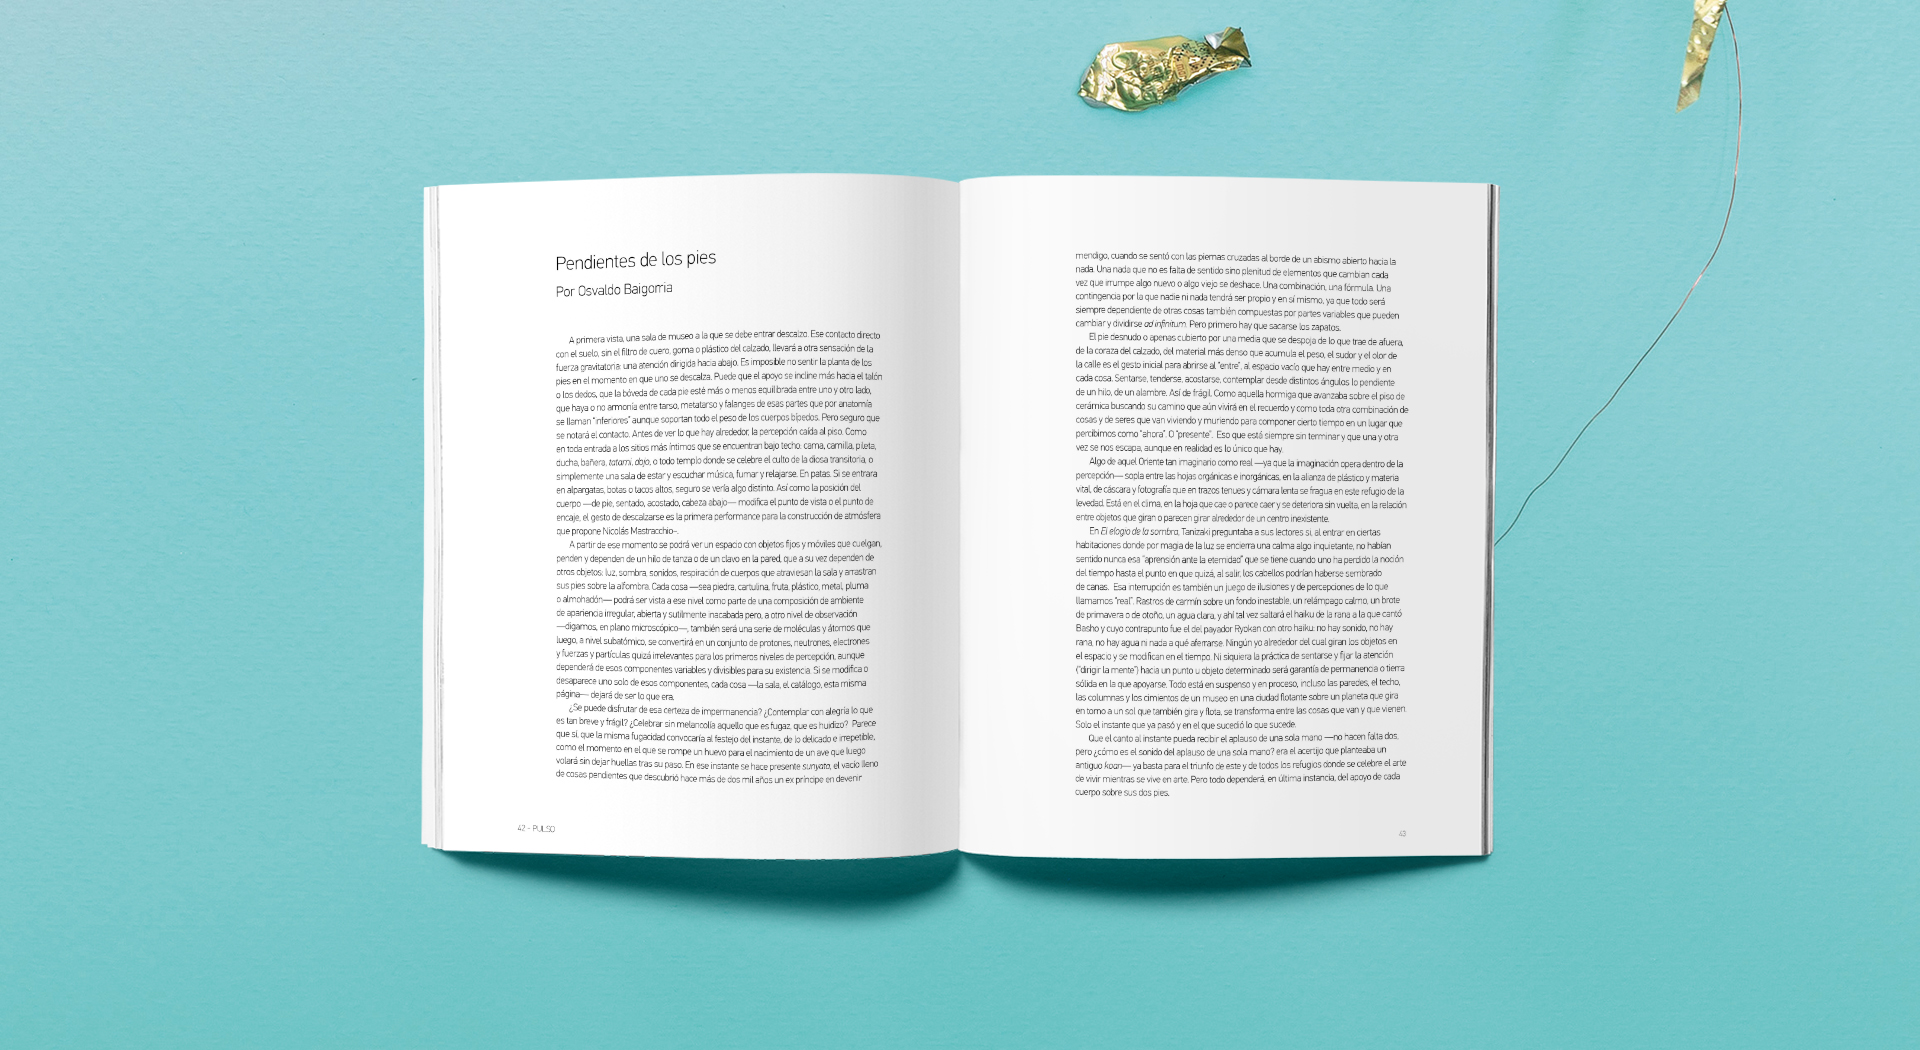 Pendientes de los pies
Por Osvaldo Baigorria
A primera vista, una sala de museo a la que se debe entrar descalzo. Ese contacto directo
con el suelo, sin el filtro de cuero, goma o plástico del calzado, llevará a otra sensación de la
fuerza gravitatoria: una atención dirigida hacia abajo. Es imposible no sentir la planta de los
pies en el momento en que uno se descalza. Puede que el apoyo se incline más hacia el talón
o los dedos, que la bóveda de cada pie esté más o menos equilibrada entre uno y otro lado,
que haya o no armonía entre tarso, metatarso y falanges de esas partes que por anatomía
se llaman "inferiores" aunque soportan todo el peso de los cuerpos bípedos. Pero seguro que
se notará el contacto. Antes de ver lo que hay alrededor, la percepción caída al piso. Como
en toda entrada a los sitios más íntimos que se encuentran bajo techo: cama, camilla, pileta,
ducha, bañera, tatami, dojo, o todo templo donde se celebre el culto de la diosa transitoria, o
simplemente una sala de estar y escuchar música, fumar y relajarse. En patas. Si se entrara
en alpargatas, botas o tacos altos, seguro se vería algo distinto. Así como la posición del
cuerpo —de pie, sentado, acostado, cabeza abajo— modifica el punto de vista o el punto de
encaje, el gesto de descalzarse es la primera performance para la construcción de atmósfera
que propone Nicolás Mastracchio–.
A partir de ese momento se podrá ver un espacio con objetos fijos y móviles que cuelgan,
penden y dependen de un hilo de tanza o de un clavo en la pared, que a su vez dependen de
otros objetos: luz, sombra, sonidos, respiración de cuerpos que atraviesan la sala y arrastran
sus pies sobre la alfombra. Cada cosa —sea piedra, cartulina, fruta, plástico, metal, pluma
o almohadón— podrá ser vista a ese nivel como parte de una composición de ambiente
de apariencia irregular, abierta y sutilmente inacabada pero, a otro nivel de observación
—digamos, en plano microscópico—, también será una serie de moléculas y átomos que
luego, a nivel subatómico, se convertirá en un conjunto de protones, neutrones, electrones
y fuerzas y partículas quizá irrelevantes para los primeros niveles de percepción, aunque
dependerá de esos componentes variables y divisibles para su existencia. Si se modifica o
desaparece uno solo de esos componentes, cada cosa —la sala, el catálogo, esta misma
página— dejará de ser lo que era.
¿Se puede disfrutar de esa certeza de impermanencia? ¿Contemplar con alegría lo que
es tan breve y frágil? ¿Celebrar sin melancolía aquello que es fugaz, que es huidizo? Parece
que sí, que la misma fugacidad convocaría al festejo del instante, de lo delicado e irrepetible,
como el momento en el que se rompe un huevo para el nacimiento de un ave que luego
volará sin dejar huellas tras su paso. En ese instante se hace presente sunyata, el vacío lleno
de cosas pendientes que descubrió hace más de dos mil años un ex príncipe en devenir
42 - PULSO
mendigo, cuando se sentó con las piernas cruzadas al borde de un abismo abierto hacia la
nada. Una nada que no es falta de sentido sino plenitud de elementos que cambian cada
vez que irrumpe algo nuevo o algo viejo se deshace. Una combinación, una fórmula. Una
contingencia por la que nadie ni nada tendrá ser propio y en sí mismo, ya que todo será
siempre dependiente de otras cosas también compuestas por partes variables que pueden
cambiar y dividirse ad infinitum. Pero primero hay que sacarse los zapatos.
El pie desnudo o apenas cubierto por una media que se despoja de lo que trae de afuera,
de la coraza del calzado, del material más denso que acumula el peso, el sudor y el olor de
la calle es el gesto inicial para abrirse al "entre", al espacio vacío que hay entre medio y en
cada cosa. Sentarse, tenderse, acostarse, contemplar desde distintos ángulos lo pendiente
de un hilo, de un alambre. Así de frágil. Como aquella hormiga que avanzaba sobre el piso de
cerámica buscando su camino que aún vivirá en el recuerdo y como toda otra combinación de
cosas y de seres que van viviendo y muriendo para componer cierto tiempo en un lugar que
percibimos como "ahora". O "presente". Eso que está siempre sin terminar y que una y otra
vez se nos escapa, aunque en realidad es lo único que hay.
Algo de aquel Oriente tan imaginario como real —ya que la imaginación opera dentro de la
percepción— sopla entre las hojas orgánicas e inorgánicas, en la alianza de plástico y materia
vital, de cáscara y fotografía que en trazos tenues y cámara lenta se fragua en este refugio de la
levedad. Está en el clima, en la hoja que cae o parece caer y se deteriora sin vuelta, en la relación
entre objetos que giran o parecen girar alrededor de un centro inexistente.
En El elogio de la sombra, Tanizaki preguntaba a sus lectores si, al entrar en ciertas
habitaciones donde por magia de la luz se encierra una calma algo inquietante, no habían
sentido nunca esa "aprensión ante la eternidad" que se tiene cuando uno ha perdido la noción
del tiempo hasta el punto en que quizá, al salir, los cabellos podrían haberse sembrado
de canas. Esa interrupción es también un juego de ilusiones y de percepciones de lo que
llamamos "real". Rastros de carmín sobre un fondo inestable, un relámpago calmo, un brote
de primavera o de otoño, un agua clara, y ahí tal vez saltará el haiku de la rana a la que cantó
Basho y cuyo contrapunto fue el del payador Ryokan con otro haiku: no hay sonido, no hay
rana, no hay agua ni nada a qué aferrarse. Ningún yo alrededor del cual giran los objetos en
el espacio y se modifican en el tiempo. Ni siquiera la práctica de sentarse y fijar la atención
("dirigir la mente") hacia un punto u objeto determinado será garantía de permanencia o tierra
sólida en la que apoyarse. Todo está en suspenso y en proceso, incluso las paredes, el techo,
las columnas y los cimientos de un museo en una ciudad flotante sobre un planeta que gira
en torno a un sol que también gira y flota, se transforma entre las cosas que van y que vienen.
Solo el instante que ya pasó y en el que sucedió lo que sucede.
Que el canto al instante pueda recibir el aplauso de una sola mano —no hacen falta dos,
pero ¿cómo es el sonido del aplauso de una sola mano? era el acertijo que planteaba un
antiguo koan— ya basta para el triunfo de este y de todos los refugios donde se celebre el arte
de vivir mientras se vive en arte. Pero todo dependerá, en última instancia, del apoyo de cada
cuerpo sobre sus dos pies.
43